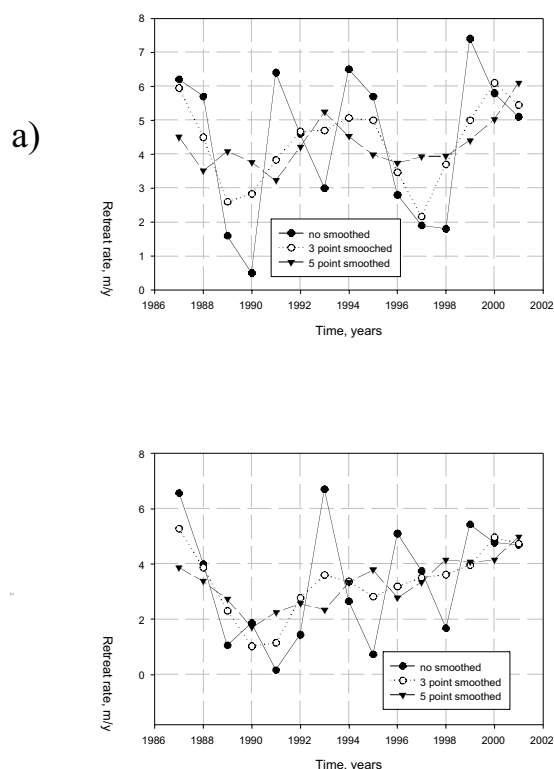 a)
8
7
6
5
4
3
2
1
0
Retreat rate, m/y
no smoothed
3 point smooched
5 point smoothed
1986 1988 1990 1992 1994 1996 1998 2000 2002
Time, years
8
6
4
2
0
Retreat rate, m/y
no smoothed
3 point smoothed
5 point smoothed
1986 1988 1990 1992 1994 1996 1998 2000 2002
Time, years